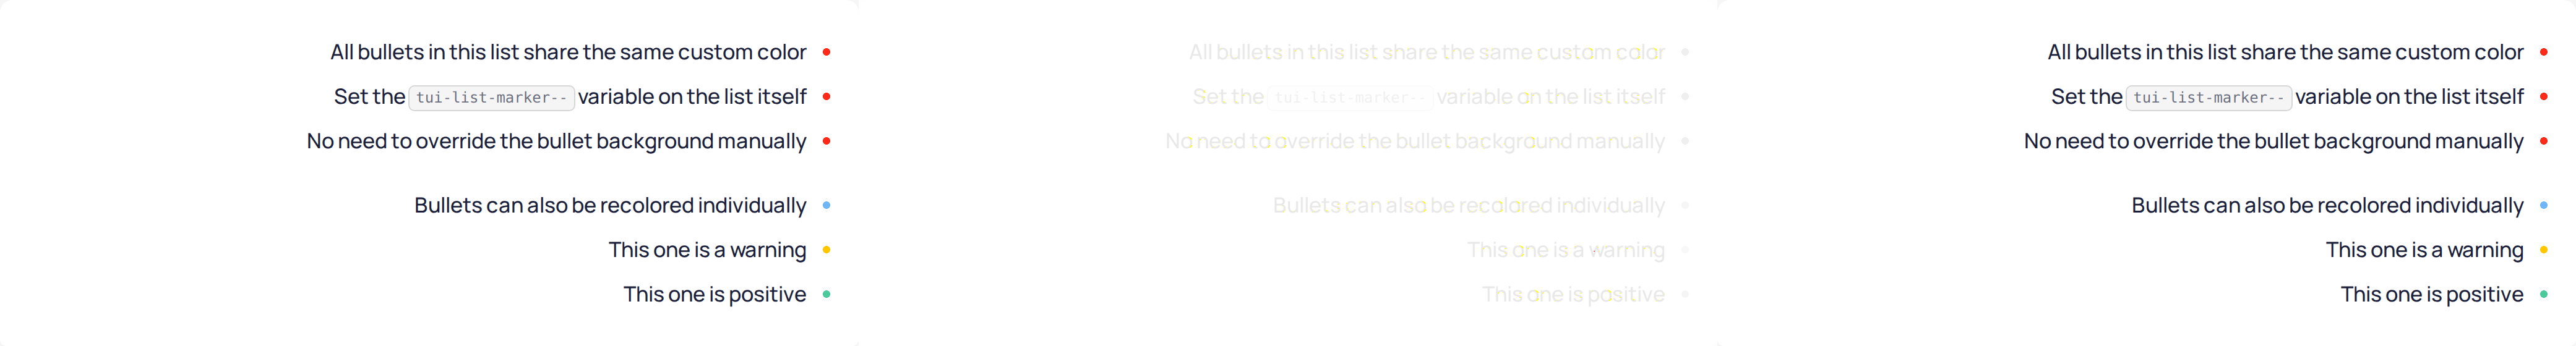 All bullets in this list share the same custom color
Set the tui-list-marker-- variable on the list itself
No need to override the bullet background manually
Bullets can also be recolored individually
This one is a warning
This one is positive
All bullets in this list share the same custom color
Set the tui-list-marker-- variable on the list itself
No need to override the bullet background manually
Bullets can also be recolored individually
This one is a warning
This one is positive
All bullets in this list share the same custom color
Set the tui-list-marker-- variable on the list itself
No need to override the bullet background manually
Bullets can also be recolored individually
This one is a warning
This one is positive